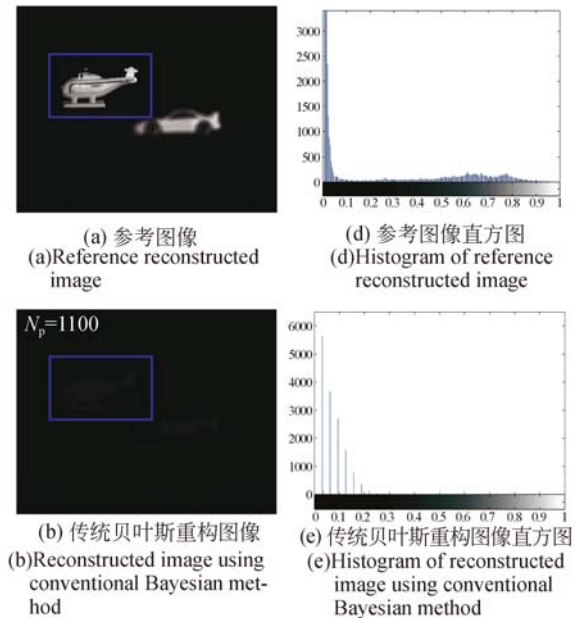 3500
3000
2500
2000
1500
1000
500
0
0 0.1 0.2 0.3 0.4 0.5 0.6 0.7 0.8 0.9 1
(a) 参考图像
(a)Reference reconstructed
image
(d) 参考图像直方图
(d)Histogram of reference
reconstructed image
Np=1100
6000
5000
4000
3000
2000
1000
0
0 0.1 0.2 0.3 0.4 0.5 0.6 0.7 0.8 0.9 1
(b) 传统贝叶斯重构图像
(b)Reconstructed image using
conventional Bayesian met-
hod
(e) 传统贝叶斯重构图像直方图
(e)Histogram of reconstructed
image using conventional
Bayesian method